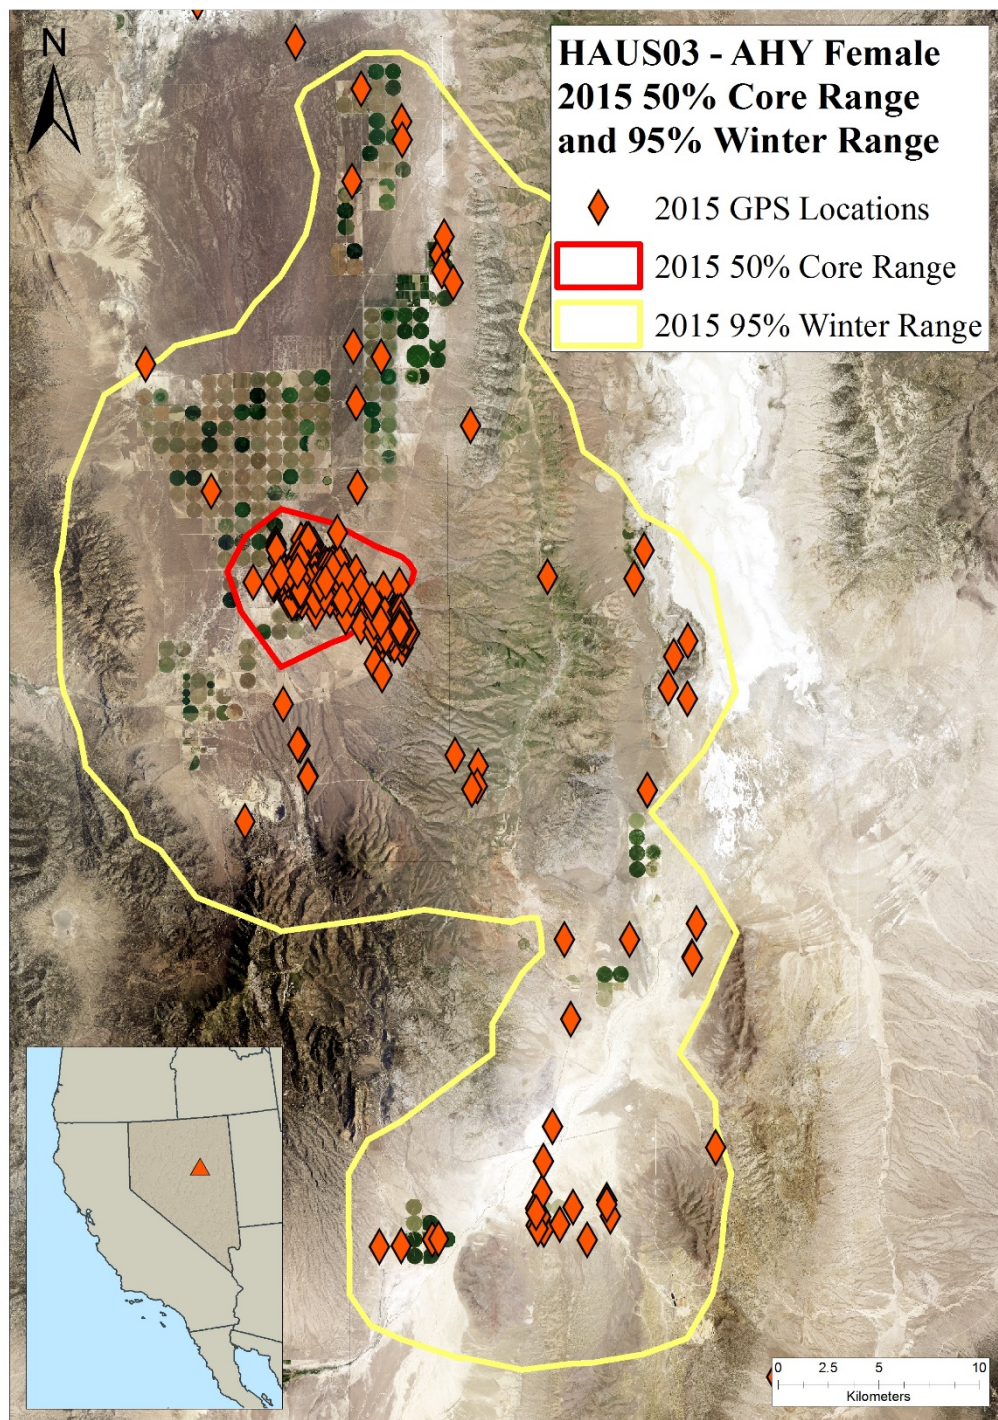 N
HAUS03 - AHY Female
2015 50% Core Range
and 95% Winter Range
2015 GPS Locations
2015 50% Core Range
2015 95% Winter Range
0 2.5 5 10
Kilometers